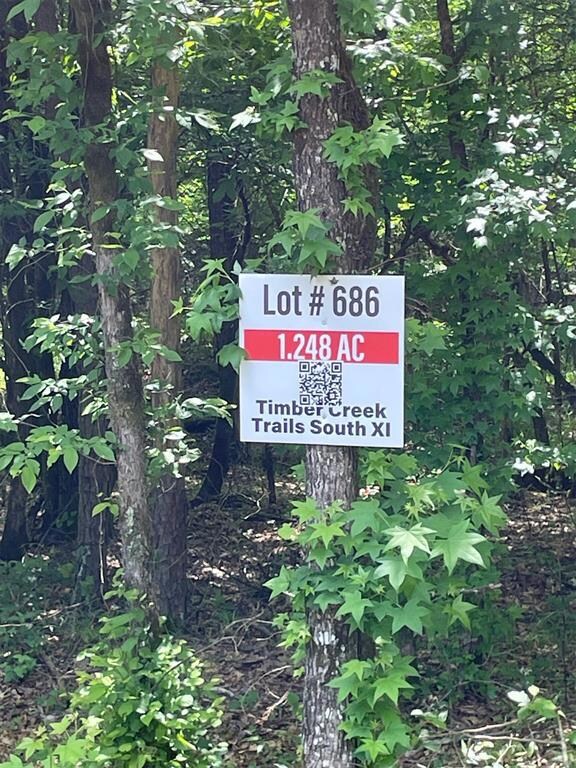 Lot # 686
1.248 AC
Timber Creek
Trails South XI